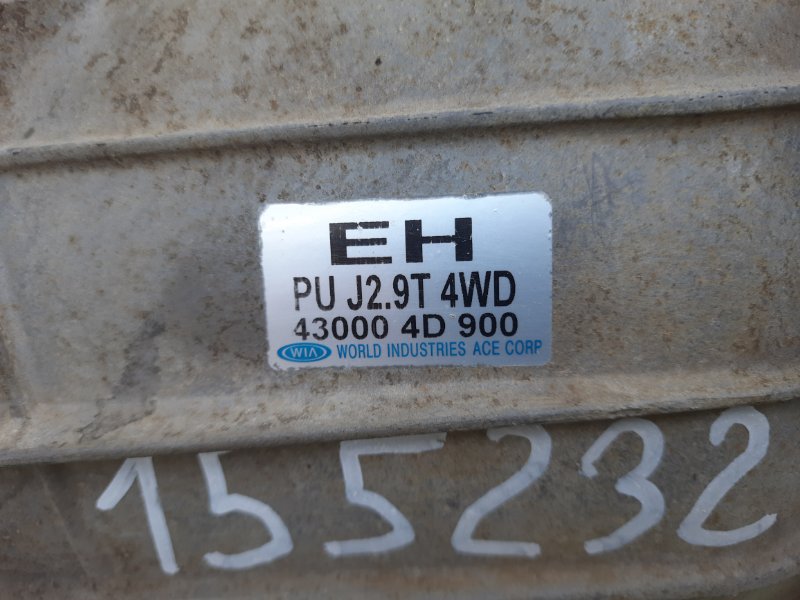 EH
PU J2.9T 4WD
43000 4D 900
WIA WORLD INDUSTRIES ACE CORP
155232